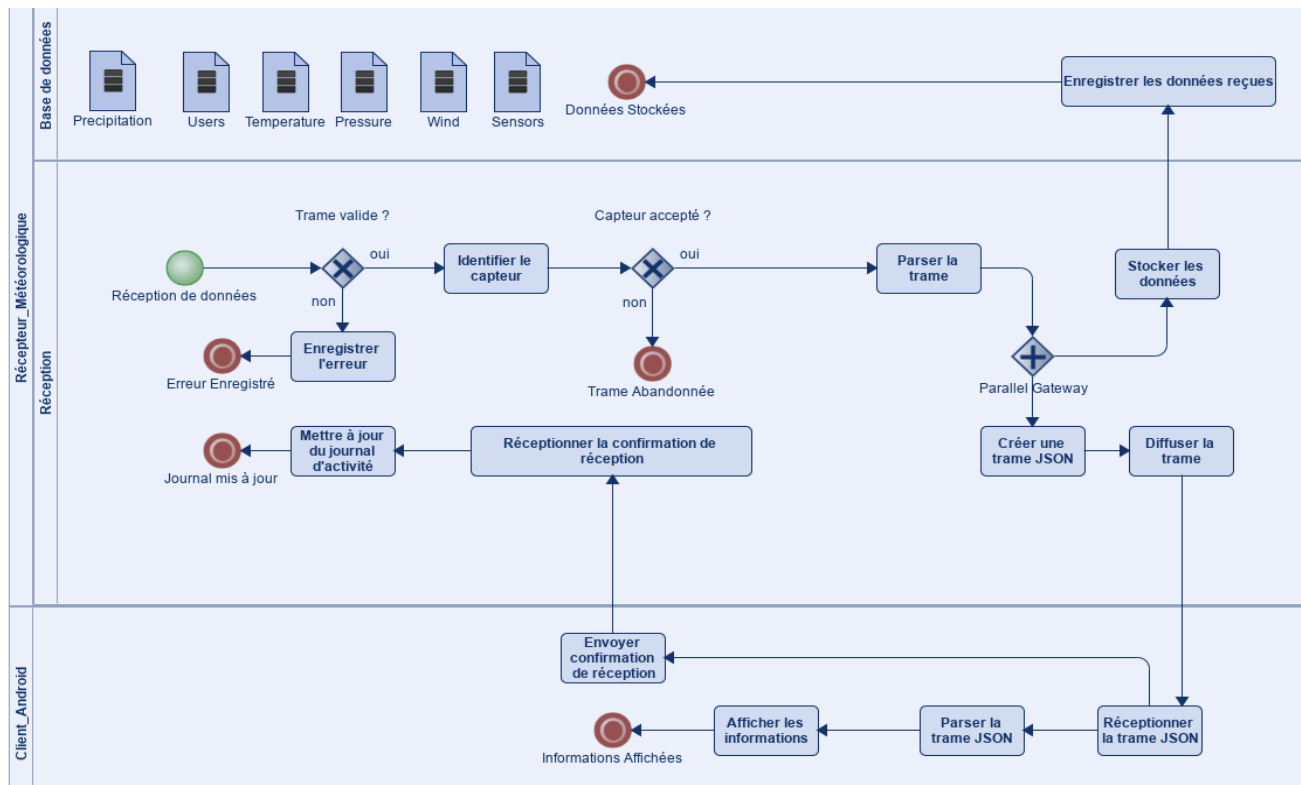 Récepteur_Météorologique
Base de données
Precipitation
Users
Temperature
Pressure
Wind
Sensors
Données Stockées
Enregistrer les données reçues
Réception
Trame valide ?
Capteur accepté ?
Réception de données
oui
non
Identifier le
capteur
oui
non
Parser la
trame
Stocker les
données
Enregistrer
l'erreur
Erreur Enregistré
Trame Abandonnée
Parallel Gateway
Mettre à jour
du journal
d'activité
Journal mis à jour
Réceptionner la confirmation de
réception
Créer une
trame JSON
Diffuser la
trame
Client_Android
Envoyer
confirmation
de réception
Informations Affichées
Afficher les
informations
Parser la
trame JSON
Réceptionner
la trame JSON